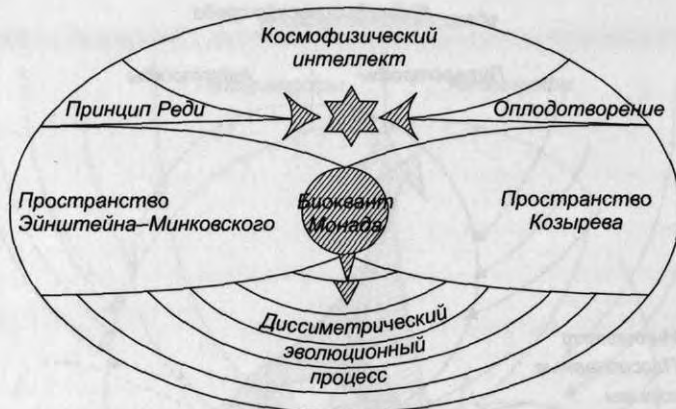 Космофизический
интеллект
Принцип Реди
Оплодотворение
Пространство
Эйнштейна–Минковского
Биоквант
Монада
Пространство
Козырева
Диссиметрический
эволюционный
процесс